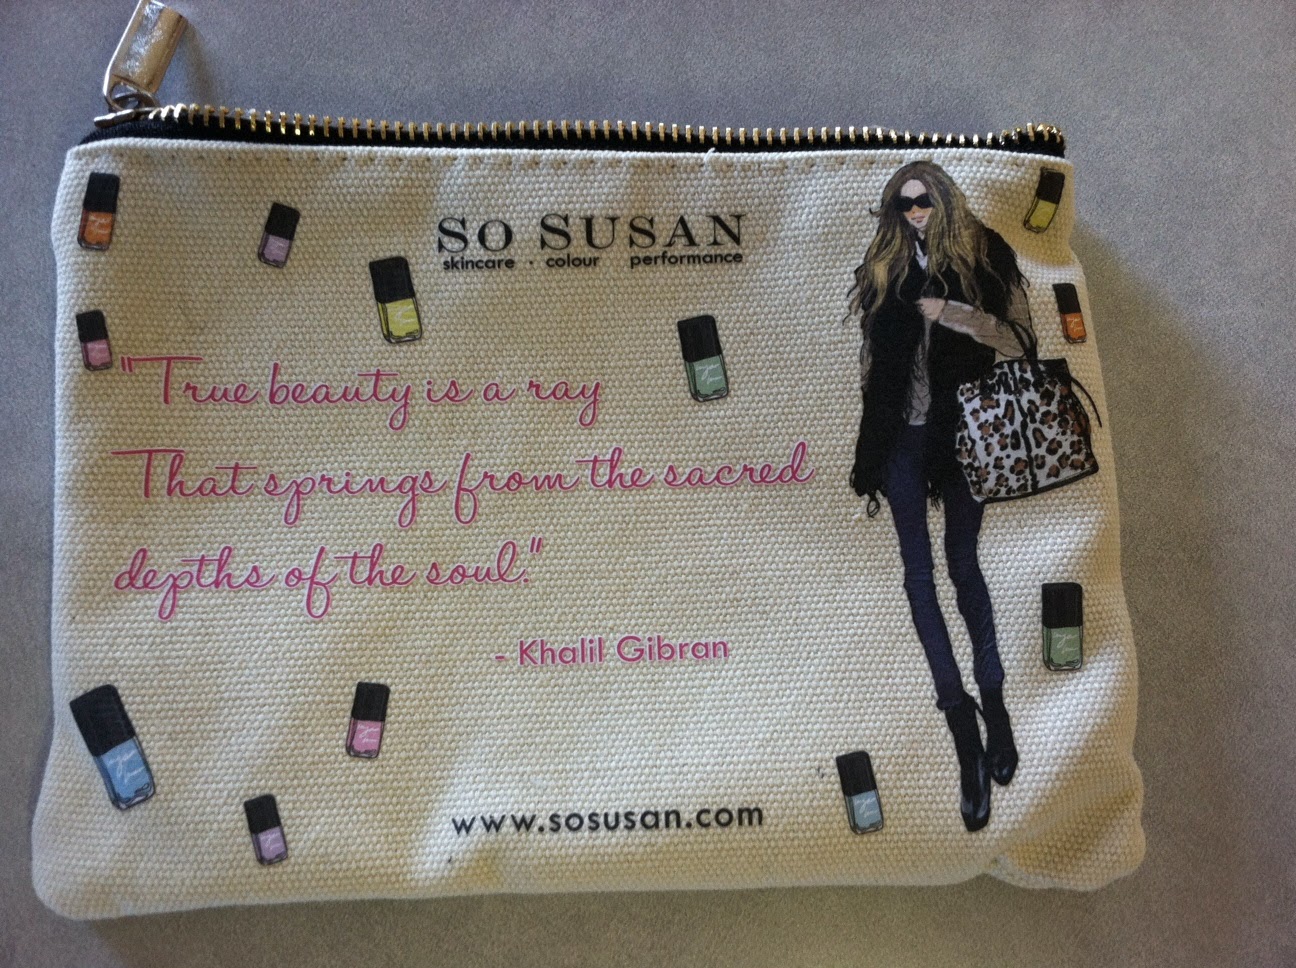 SO SUSAN
skincare · colour performance
"True beauty is a ray
That springs from the sacred
depths of the soul."
- Khalil Gibran
www.sosusan.com